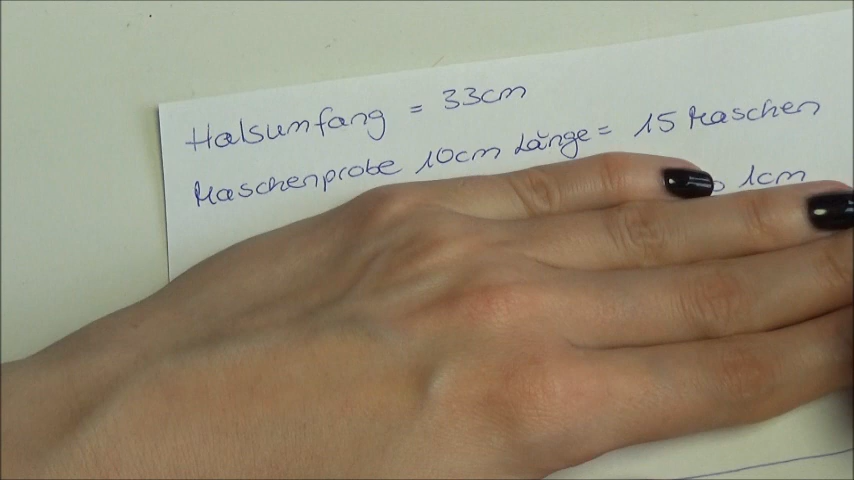 Halsumfang = 33cm
Maschenprobe 10cm Länge = 15 Maschen
1cm